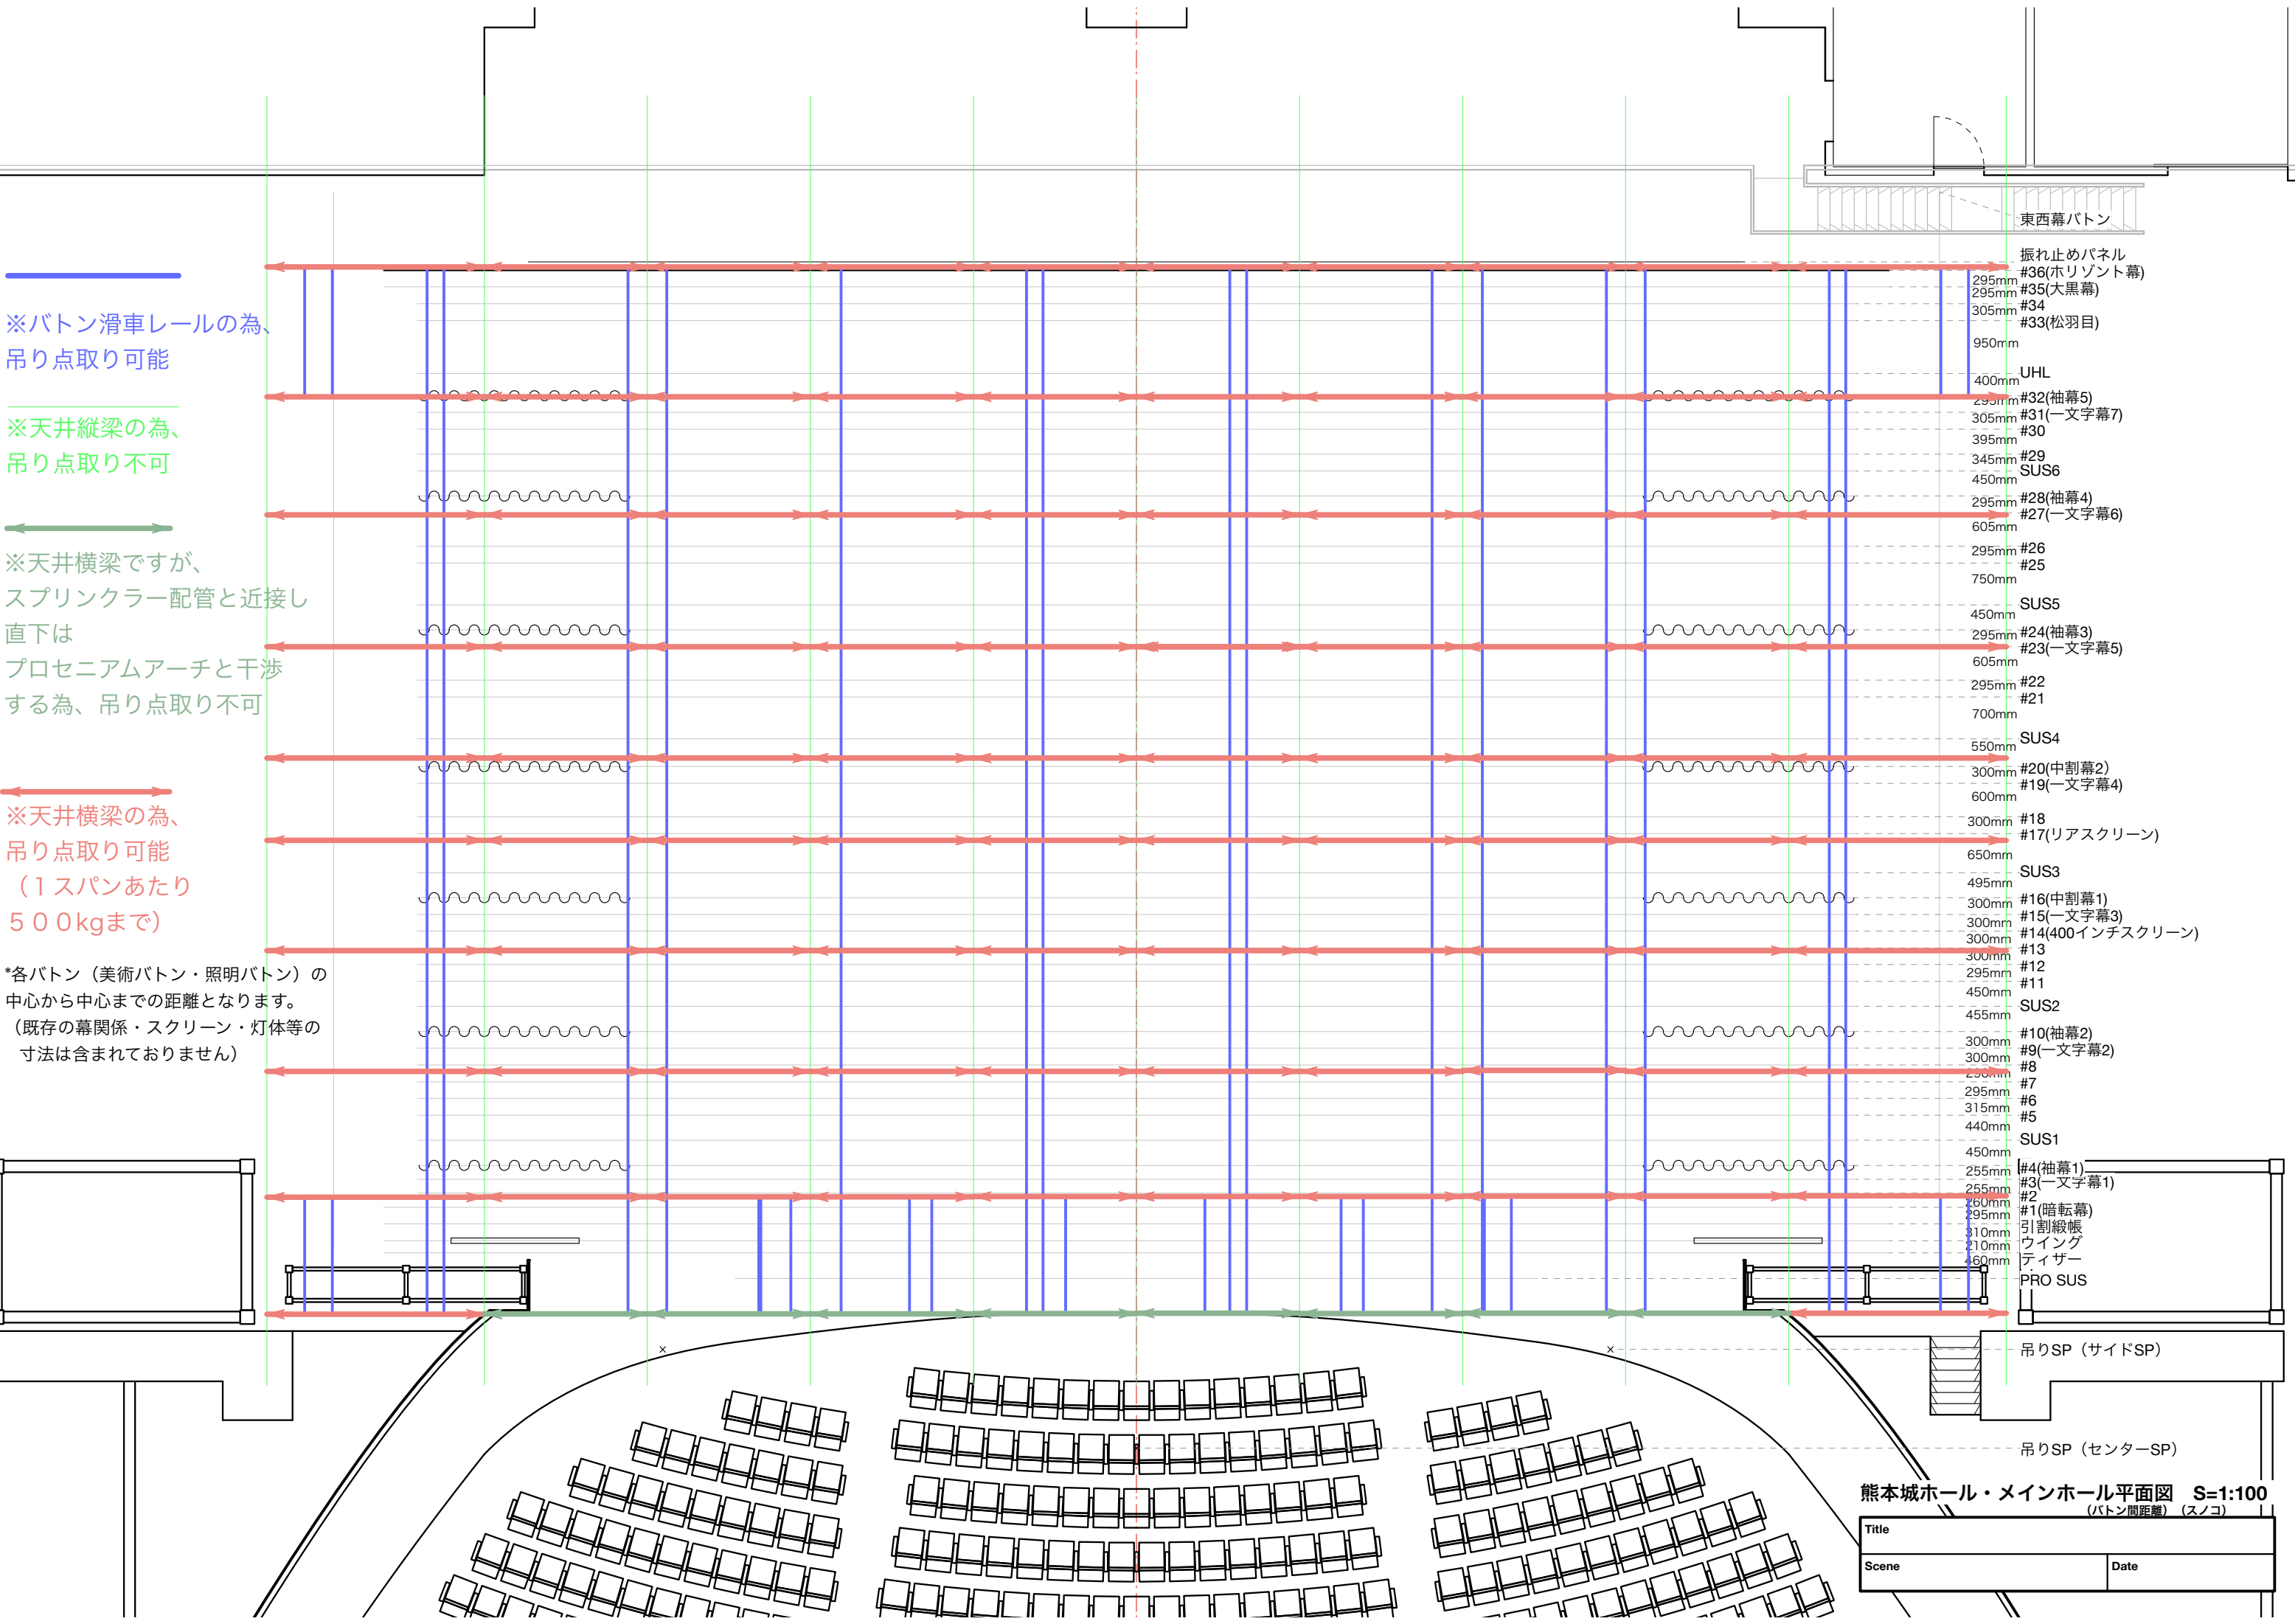 東西幕バトン
振れ止めパネル
#36(ホリゾント幕)
295mm
#35(大黒幕)
295mm
#34
305mm
#33(松羽目)
950mm
UHL
400mm
#32(袖幕5)
295mm
#31(一文字幕7)
305mm
#30
395mm
#29
345mm
SUS6
450mm
#28(袖幕4)
295mm
#27(一文字幕6)
605mm
#26
295mm
#25
750mm
SUS5
450mm
#24(袖幕3)
295mm
#23(一文字幕5)
605mm
#22
295mm
#21
700mm
SUS4
550mm
#20(中割幕2)
300mm
#19(一文字幕4)
600mm
#18
300mm
#17(リアスクリーン)
650mm
SUS3
495mm
#16(中割幕1)
300mm
#15(一文字幕3)
300mm
#14(400インチスクリーン)
300mm
#13
300mm
#12
295mm
#11
450mm
SUS2
455mm
#10(袖幕2)
300mm
#9(一文字幕2)
300mm
#8
#7
295mm
#6
315mm
#5
440mm
SUS1
450mm
#4(袖幕1)
255mm
#3(一文字幕1)
255mm
#2
260mm
#1(暗転幕)
295mm
引割緞帳
310mm
ウイング
210mm
ティザー
460mm
PRO SUS
吊りSP（サイドSP）
吊りSP（センターSP）
※バトン滑車レールの為、
吊り点取り可能
※天井縦梁の為、
吊り点取り不可
※天井横梁ですが、
スプリンクラー配管と近接し
直下は
プロセニアムアーチと干渉
する為、吊り点取り不可
※天井横梁の為、
吊り点取り可能
（１スパンあたり
５００kgまで）
*各バトン（美術バトン・照明バトン）の
中心から中心までの距離となります。
（既存の幕関係・スクリーン・灯体等の
寸法は含まれておりません）
熊本城ホール・メインホール平面図　S=1:100
（バトン間距離）（スノコ）
Title
Scene
Date